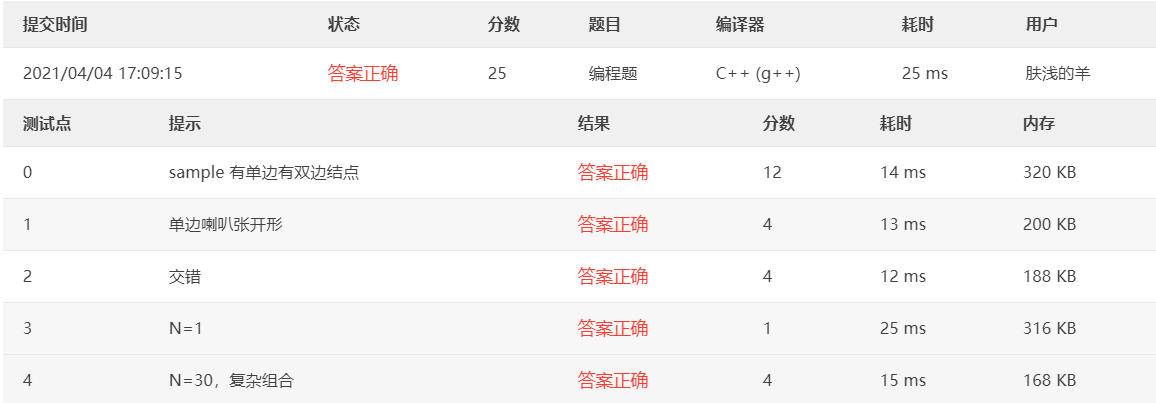 提交时间 状态 分数 题目 编译器 耗时 用户
2021/04/04 17:09:15 答案正确 25 编程题 C++ (g++) 25 ms 肤浅的羊
测试点 提示 结果 分数 耗时 内存
0 sample 有单边有双边结点 答案正确 12 14 ms 320 KB
1 单边喇叭张开形 答案正确 4 13 ms 200 KB
2 交错 答案正确 4 12 ms 188 KB
3 N=1 答案正确 1 25 ms 316 KB
4 N=30，复杂组合 答案正确 4 15 ms 168 KB